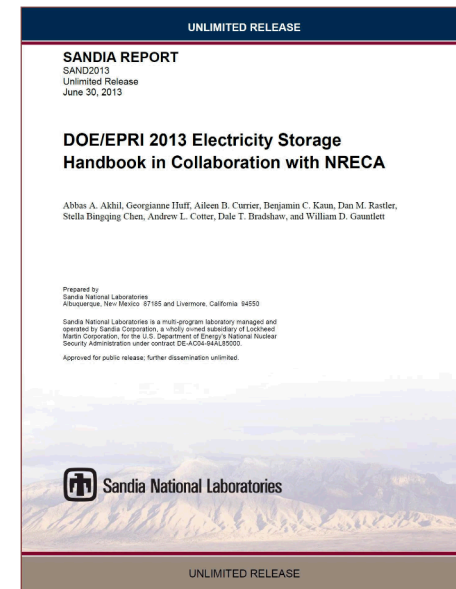 UNLIMITED RELEASE
SANDIA REPORT
SAND2013
Unlimited Release
June 30, 2013
DOE/EPRI 2013 Electricity Storage
Handbook in Collaboration with NRECA
Abbas A. Akhil, Georgianne Huff, Aileen B. Currier, Benjamin C. Kaun, Dan M. Rastler,
Stella Bingqing Chen, Andrew L. Cotter, Dale T. Bradshaw, and William D. Gauntlett
Prepared by
Sandia National Laboratories
Albuquerque, New Mexico 87185 and Livermore, California 94550
Sandia National Laboratories is a multi-program laboratory managed and
operated by Sandia Corporation, a wholly owned subsidiary of Lockheed
Martin Corporation, for the U.S. Department of Energy's National Nuclear
Security Administration under contract DE-AC04-94AL85000.
Approved for public release; further dissemination unlimited.
Sandia National Laboratories
UNLIMITED RELEASE